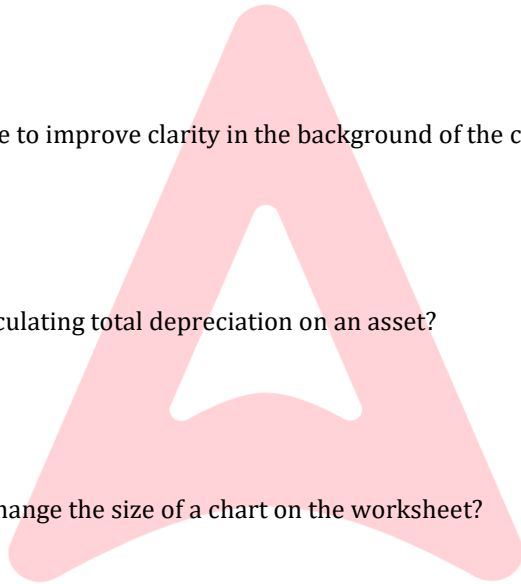 e to improve clarity in the background of the c
culating total depreciation on an asset?
hange the size of a chart on the worksheet?